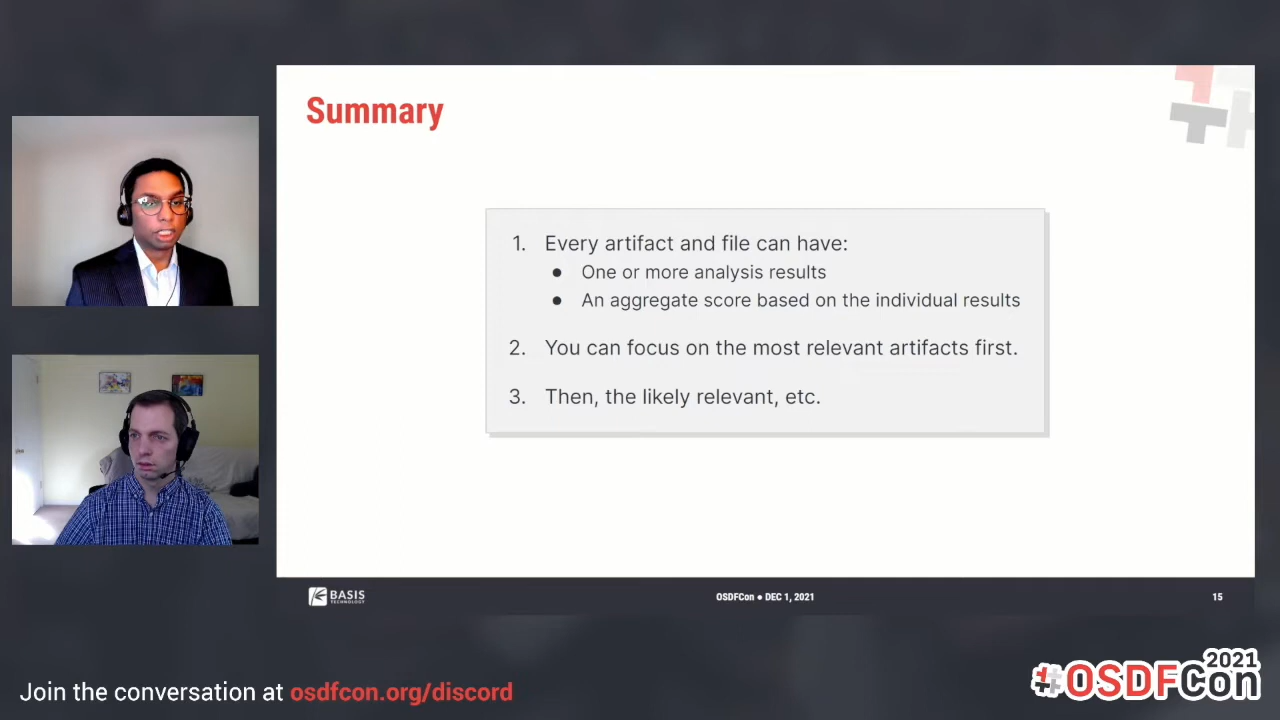 Summary
1. Every artifact and file can have:
● One or more analysis results
● An aggregate score based on the individual results
2. You can focus on the most relevant artifacts first.
3. Then, the likely relevant, etc.
BASIS
TECHNOLOGY
OSDFCon ● DEC 1, 2021
15
Join the conversation at osdfcon.org/discord
2021
#OSDFCon